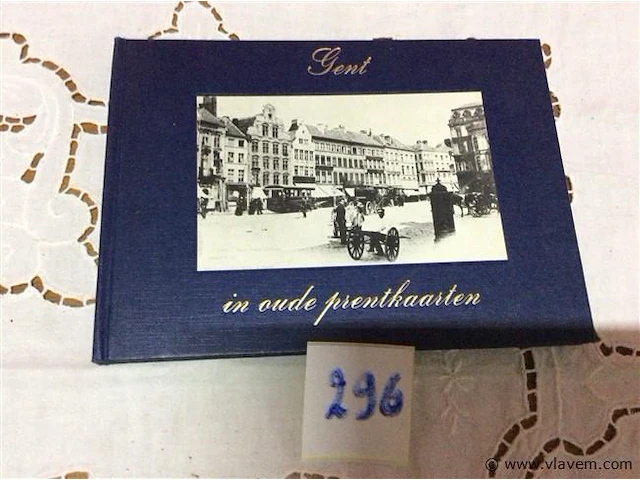 Gent
in oude prentkaarten
296
© www.vlavem.com